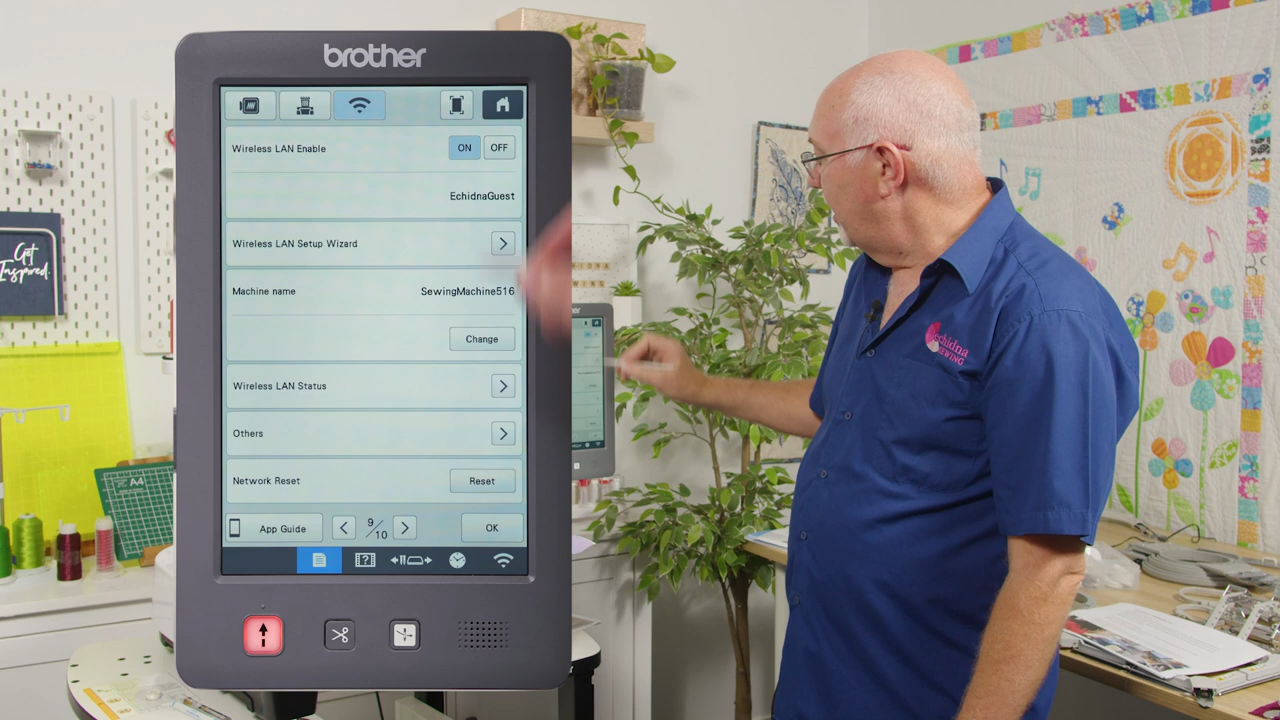 brother
Wireless LAN Enable
ON
OFF
EchidnaGuest
Wireless LAN Setup Wizard
Machine name
SewingMachine516
Change
Wireless LAN Status
Others
Network Reset
Reset
App Guide
9/10
OK
Get
Inspired.
A4
echidna
SEWING